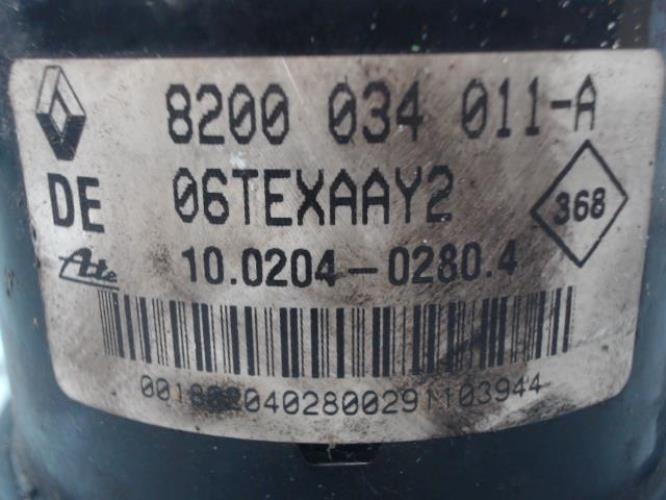 8200 034 011-A
DE 06TEXAAY2
368
Ate 10.0204-0280.4